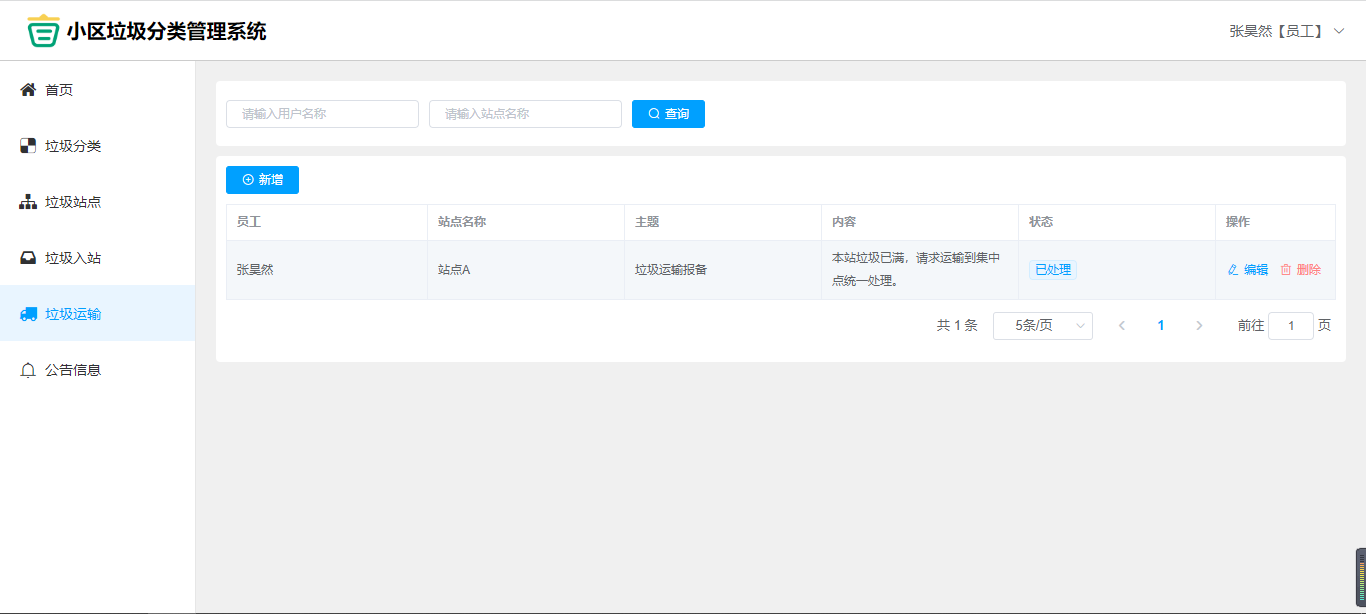 小区垃圾分类管理系统
张昊然【员工】
首页
垃圾分类
垃圾站点
垃圾入站
垃圾运输
公告信息
请输入用户名称 请输入站点名称 查询
新增
员工 站点名称 主题 内容 状态 操作
张昊然 站点A 垃圾运输报备 本站垃圾已满，请求运输到集中
点统一处理。 已处理 编辑 删除
共 1 条 5条/页 1 前往 1 页